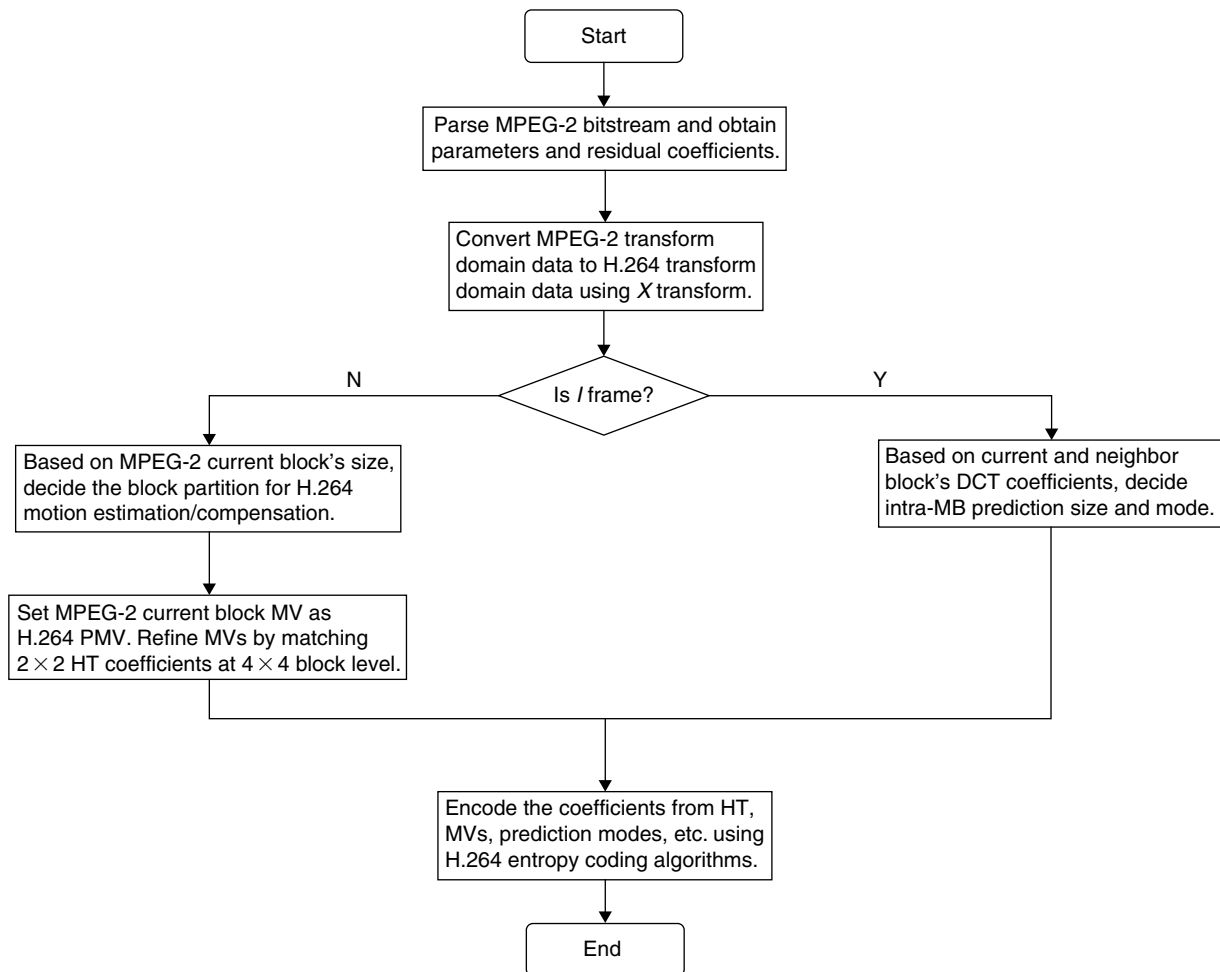 Start
Parse MPEG-2 bitstream and obtain
parameters and residual coefficients.
Convert MPEG-2 transform
domain data to H.264 transform
domain data using X transform.
Is I frame?
N
Y
Based on MPEG-2 current block's size,
decide the block partition for H.264
motion estimation/compensation.
Based on current and neighbor
block's DCT coefficients, decide
intra-MB prediction size and mode.
Set MPEG-2 current block MV as
H.264 PMV. Refine MVs by matching
2 × 2 HT coefficients at 4 × 4 block level.
Encode the coefficients from HT,
MVs, prediction modes, etc. using
H.264 entropy coding algorithms.
End